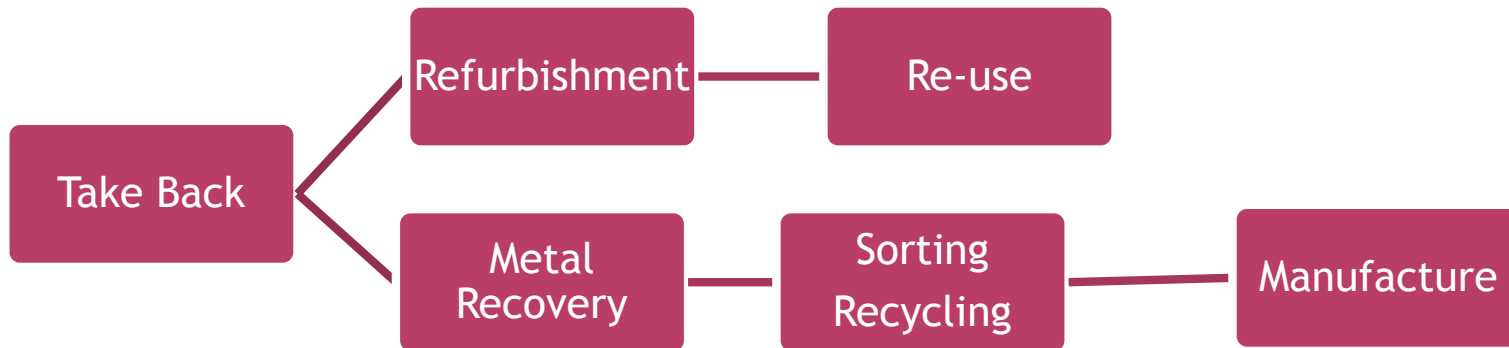 Refurbishment
Re-use
Take Back
Metal
Recovery
Sorting
Recycling
Manufacture